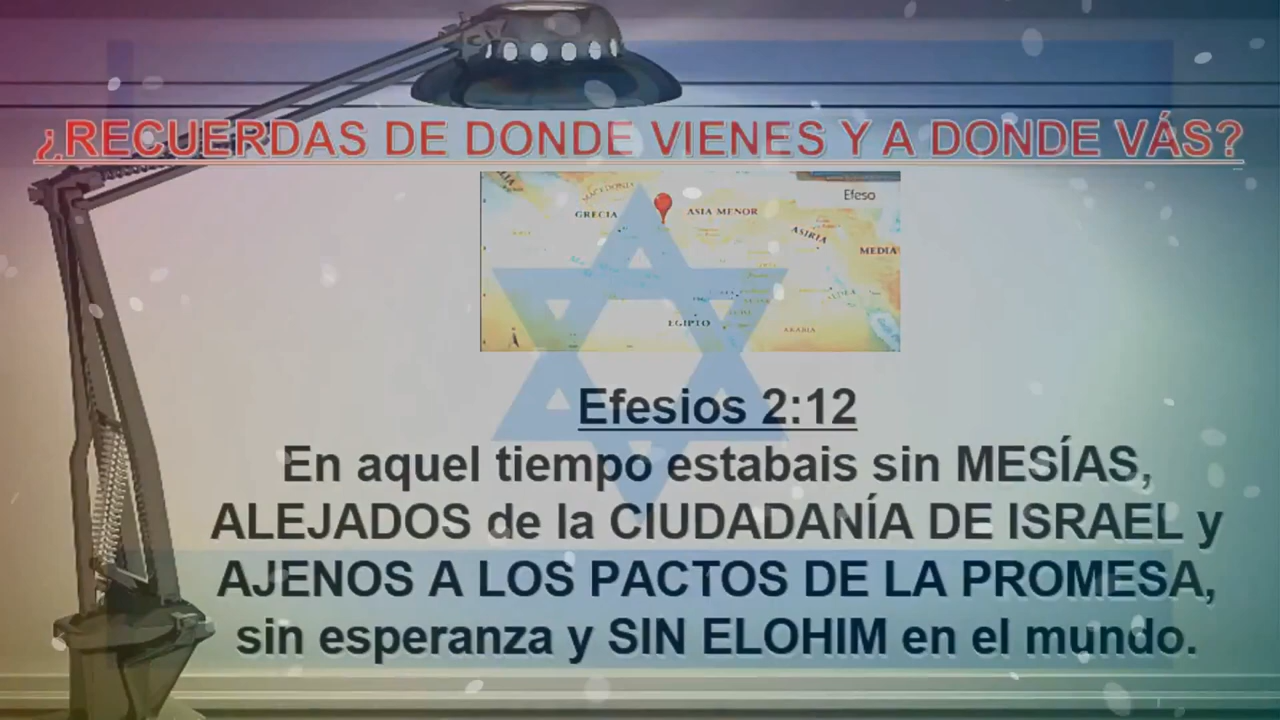 ¿RECUERDAS DE DONDE VIENES Y A DONDE VÁS?
MACEDONIA
Efeso
GRECIA
ASIA MENOR
ASIRIA
MEDIA
EGIPTO
ARABIA
Efesios 2:12
En aquel tiempo estabais sin MESÍAS,
ALEJADOS de la CIUDADANÍA DE ISRAEL y
AJENOS A LOS PACTOS DE LA PROMESA,
sin esperanza y SIN ELOHIM en el mundo.